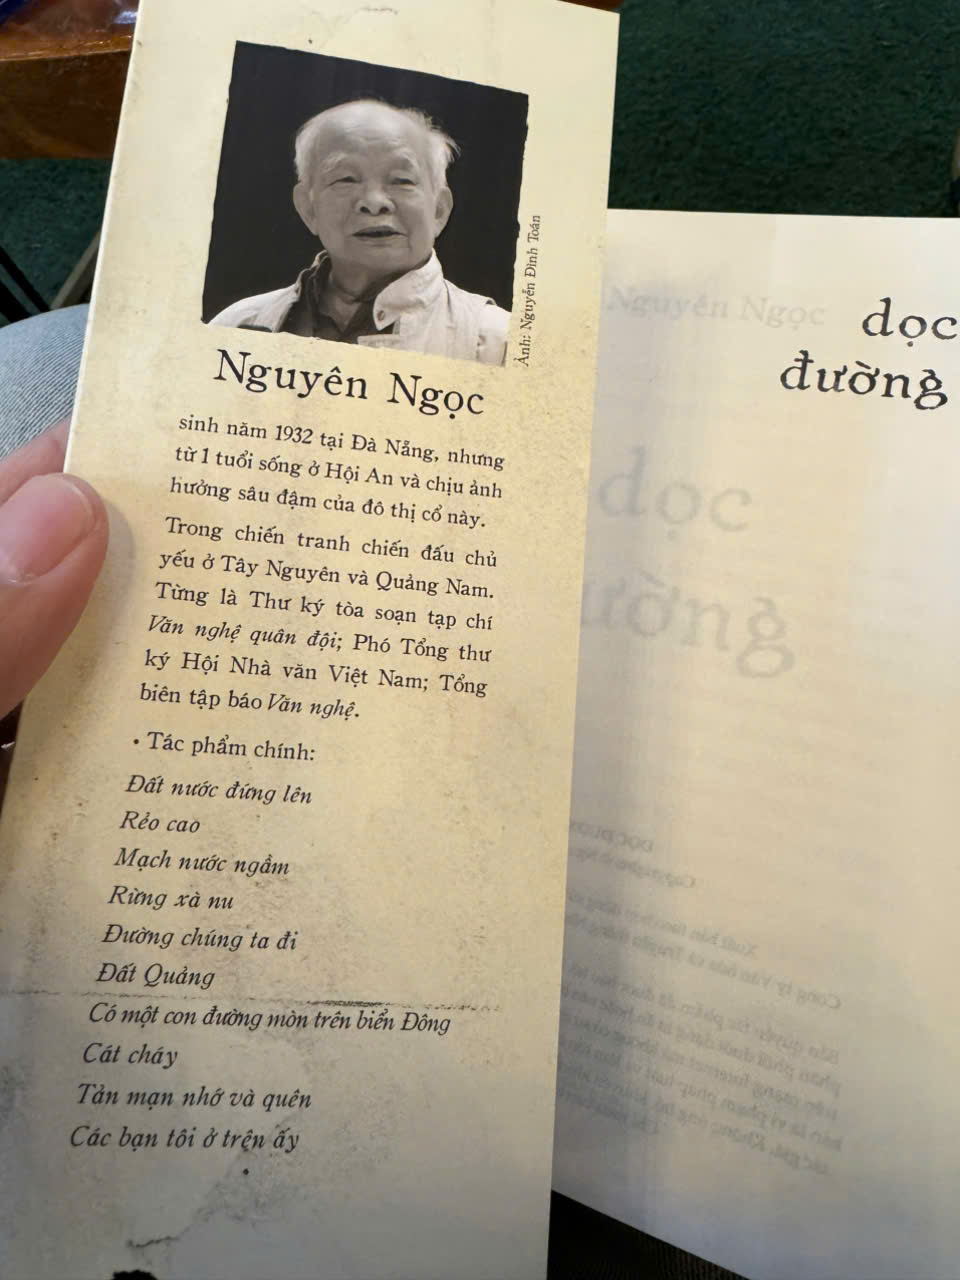 Ảnh: Nguyễn Đình Toán
Nguyên Ngọc
sinh năm 1932 tại Đà Nẵng, nhưng
từ 1 tuổi sống ở Hội An và chịu ảnh
hưởng sâu đậm của đô thị cổ này.
Trong chiến tranh chiến đấu chủ
yếu ở Tây Nguyên và Quảng Nam.
Từng là Thư ký tòa soạn tạp chí
Văn nghệ quân đội; Phó Tổng thư
ký Hội Nhà văn Việt Nam; Tổng
biên tập báo Văn nghệ.
• Tác phẩm chính:
Đất nước đứng lên
Rẻo cao
Mạch nước ngầm
Rừng xà nu
Đường chúng ta đi
Đất Quảng
Có một con đường mòn trên biển Đông
Cát cháy
Tản mạn nhớ và quên
Các bạn tôi ở trên ấy
dọc
đường
Nguyên Ngọc
dọc
ường